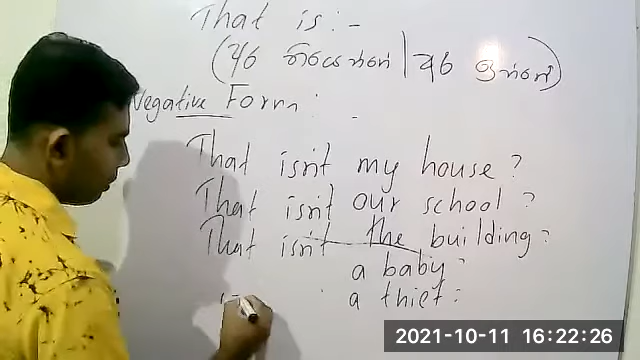 That is :-
(අර තියෙන්නේ | අර ඉන්නේ)
Negative Form : -
That isn't my house ?
That isn't our school ?
That isn't the building ?
a baby ?
a thief :
2021-10-11 16:22:26